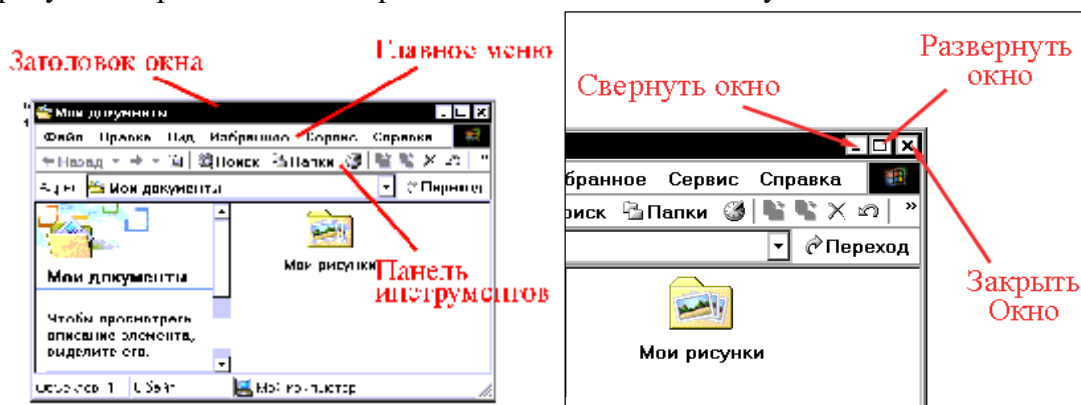 Заголовок окна
Главное меню
Мои документы
Файл Правка Вид Избранное Сервис Справка
Назад Поиск Папки
Мои документы Переход
Мои документы
Чтобы просмотреть
описание элемента,
выделите его.
Мои рисунки
Панель
инструментов
Мой компьютер
Развернуть
окно
Свернуть окно
бранное Сервис Справка
риск Папки »
Переход
Мои рисунки
Закрыть
Окно